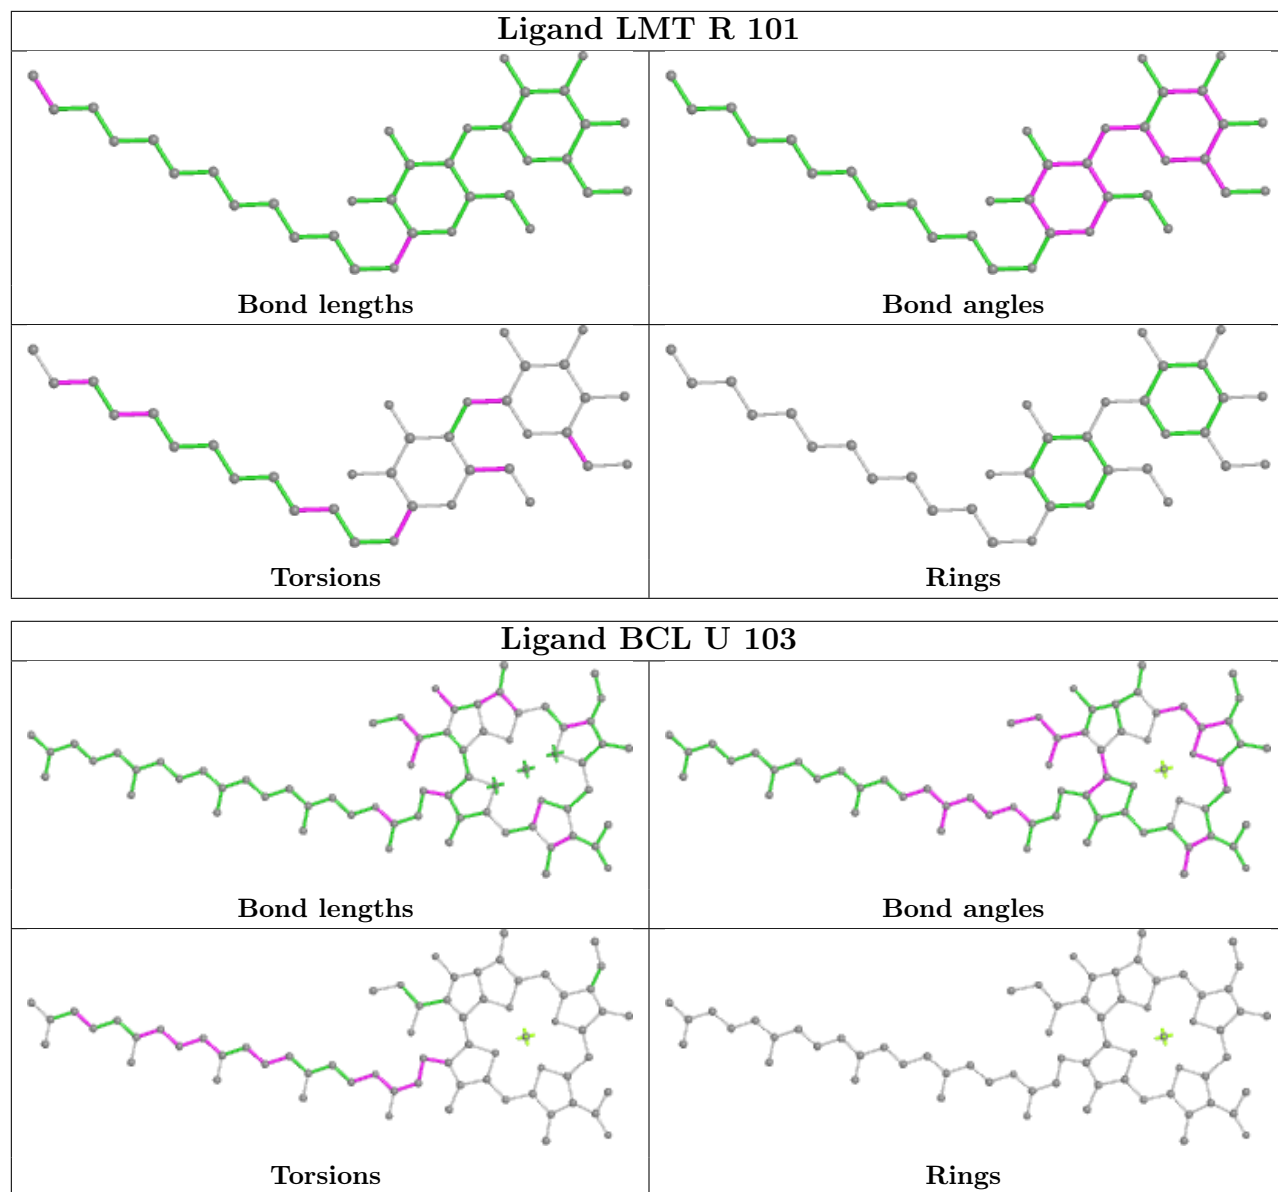 Ligand LMT R 101
Bond lengths
Bond angles
Torsions
Rings
Ligand BCL U 103
Bond lengths
Bond angles
Torsions
Rings